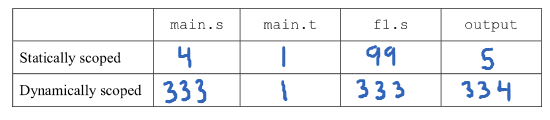 main.s main.t f1.s output
Statically scoped 4 1 99 5
Dynamically scoped 333 1 333 334